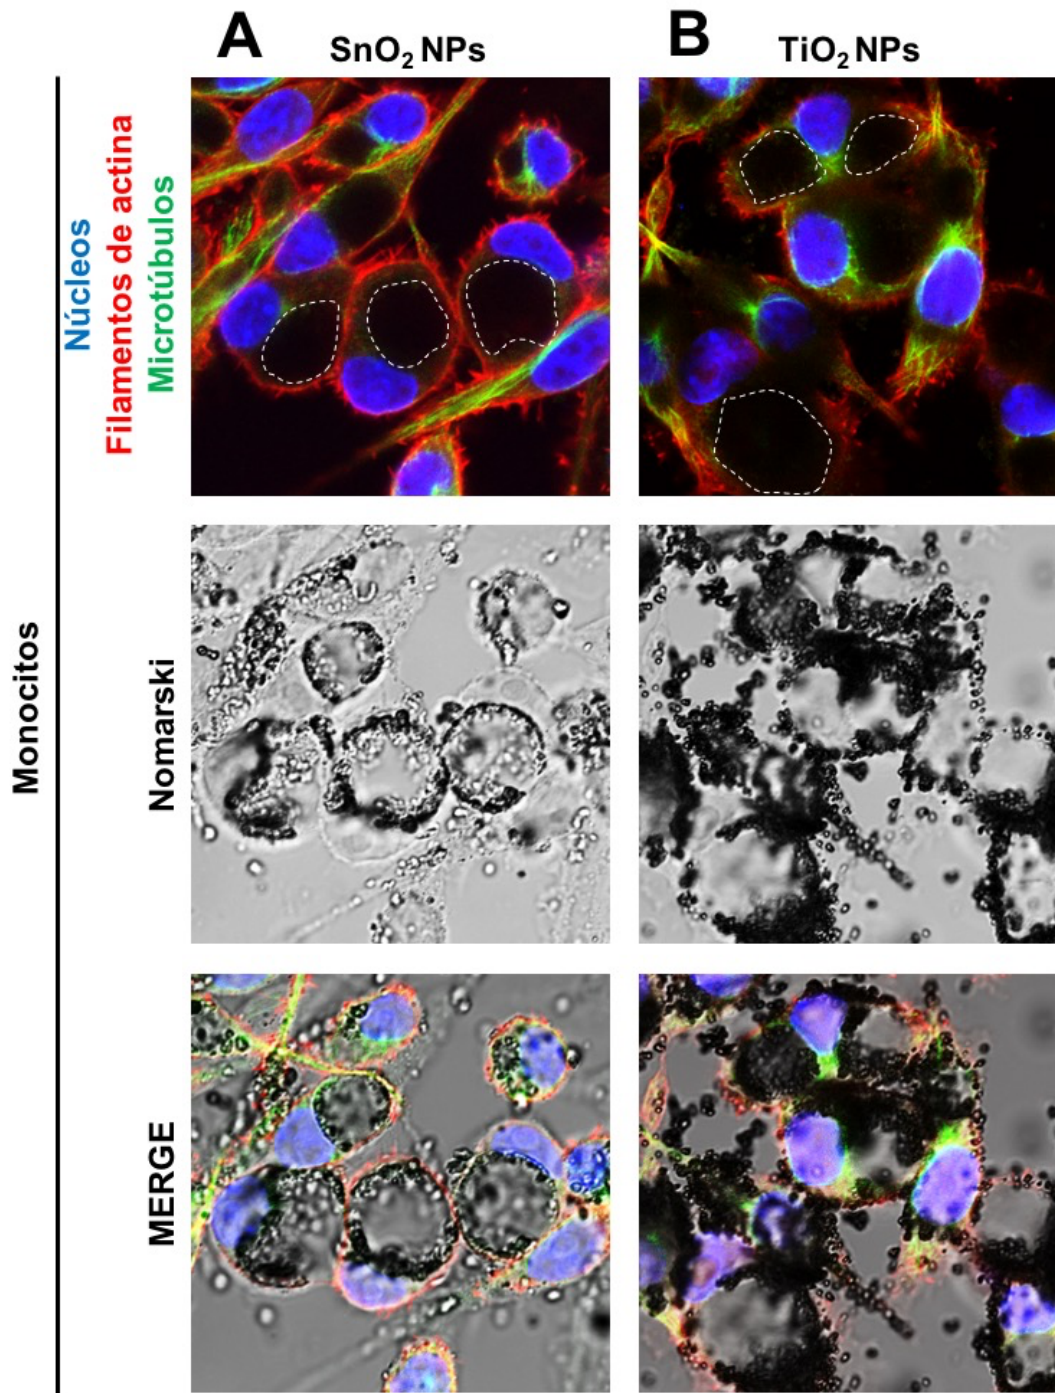 A
SnO₂ NPs
B
TiO₂ NPs
Monocitos
Núcleos
Filamentos de actina
Microtúbulos
Nomarski
MERGE